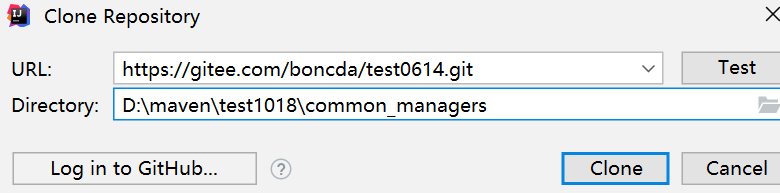 Clone Repository
URL: https://gitee.com/boncda/test0614.git Test
Directory: D:\maven\test1018\common_managers
Log in to GitHub... ? Clone Cancel